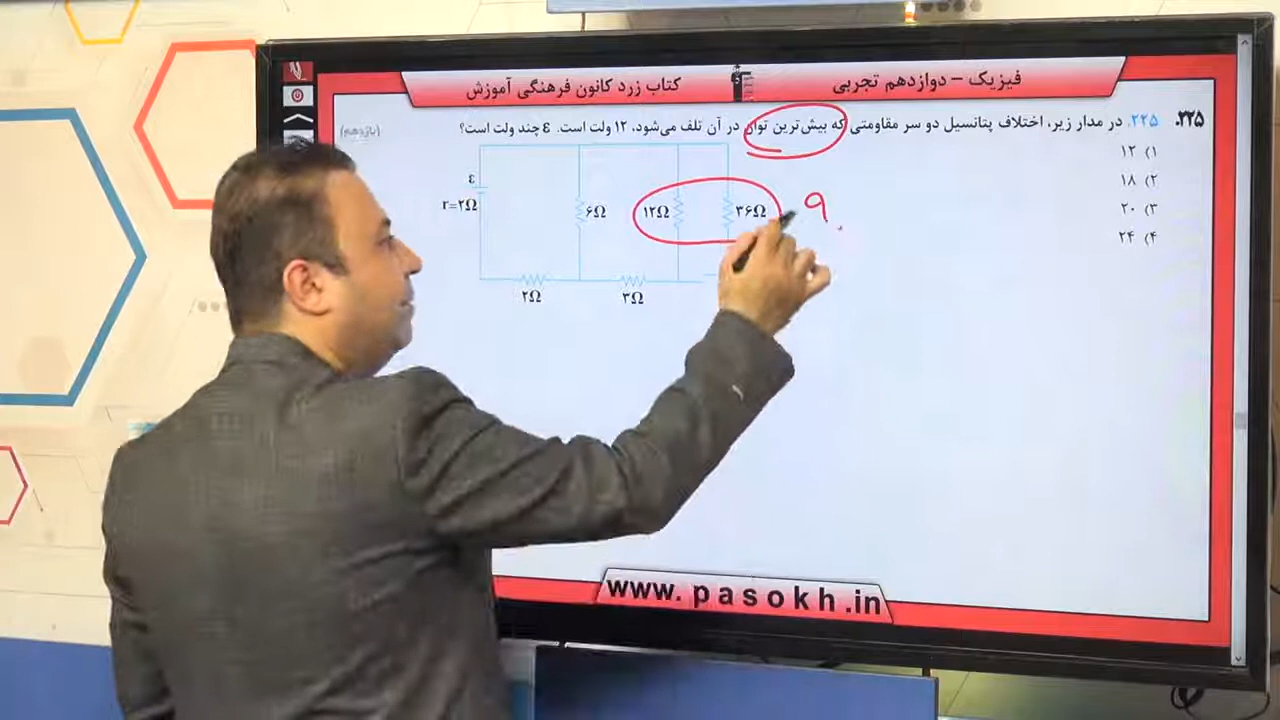 فیزیک – دوازدهم تجربی
کتاب زرد کانون فرهنگی آموزش
۲۳۵. ۲۲۵. در مدار زیر، اختلاف پتانسیل دو سر مقاومتی که بیش‌ترین توان در آن تلف می‌شود، ۱۲ ولت است. ε چند ولت است؟ (یازدهم)
۱) ۱۲
۲) ۱۸
۳) ۲۰
۴) ۲۴
ε
r=۲Ω
۶Ω
۱۲Ω
۳۶Ω
۹
۲Ω
۳Ω
www.pasokh.in